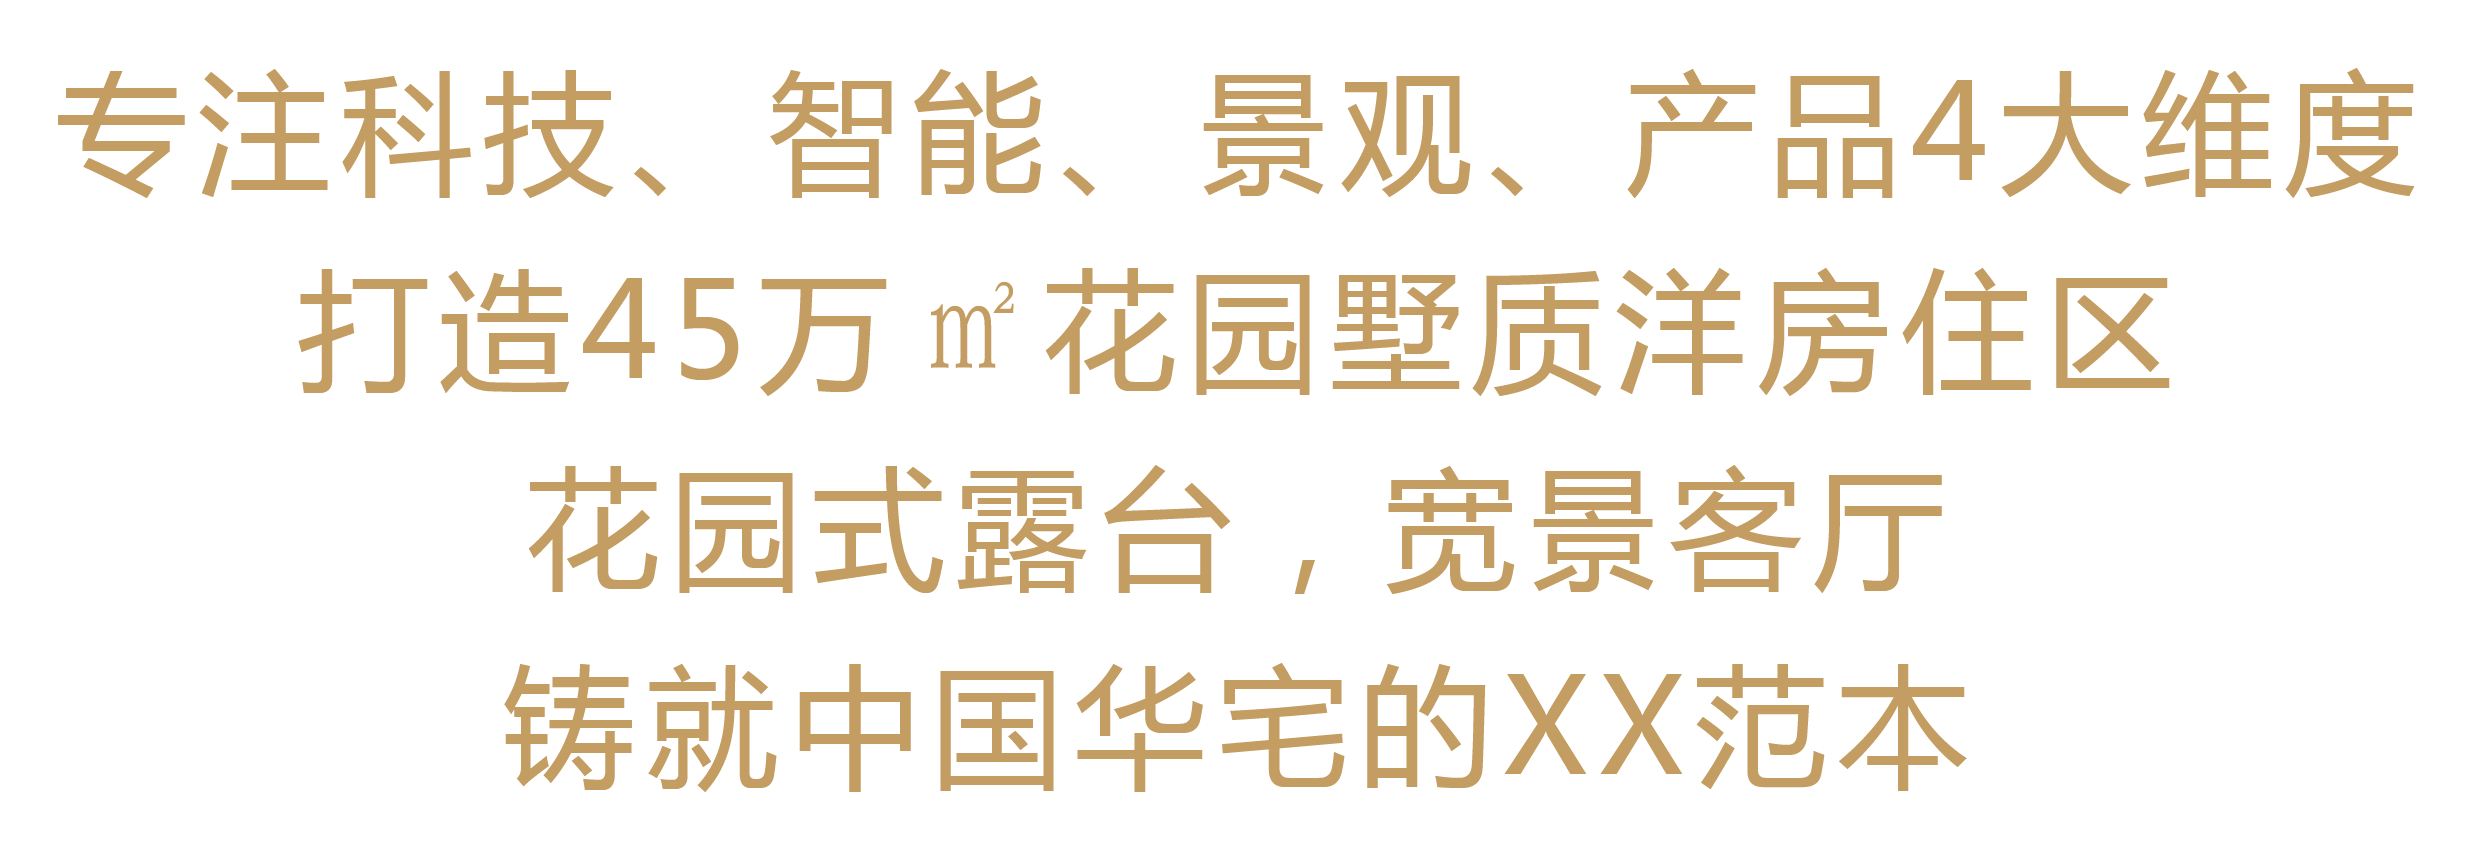 专注科技、智能、景观、产品4大维度
打造45万㎡花园墅质洋房住区
花园式露台，宽景客厅
铸就中国华宅的XX范本